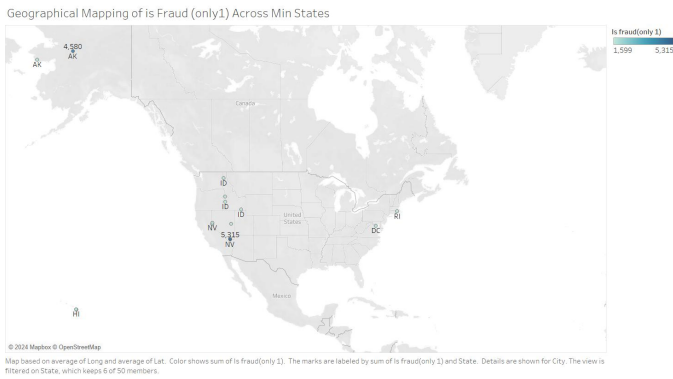 Geographical Mapping of is Fraud (only1) Across Min States
Is fraud(only 1)
1,599 5,315
4,580
AK
AK
Canada
ID
ID
ID
United
States
RI
DC
NV
5,315
NV
Mexico
HI
© 2024 Mapbox © OpenStreetMap
Map based on average of Long and average of Lat. Color shows sum of Is fraud(only 1). The marks are labeled by sum of Is fraud(only 1) and State. Details are shown for City. The view is
filtered on State, which keeps 6 of 50 members.